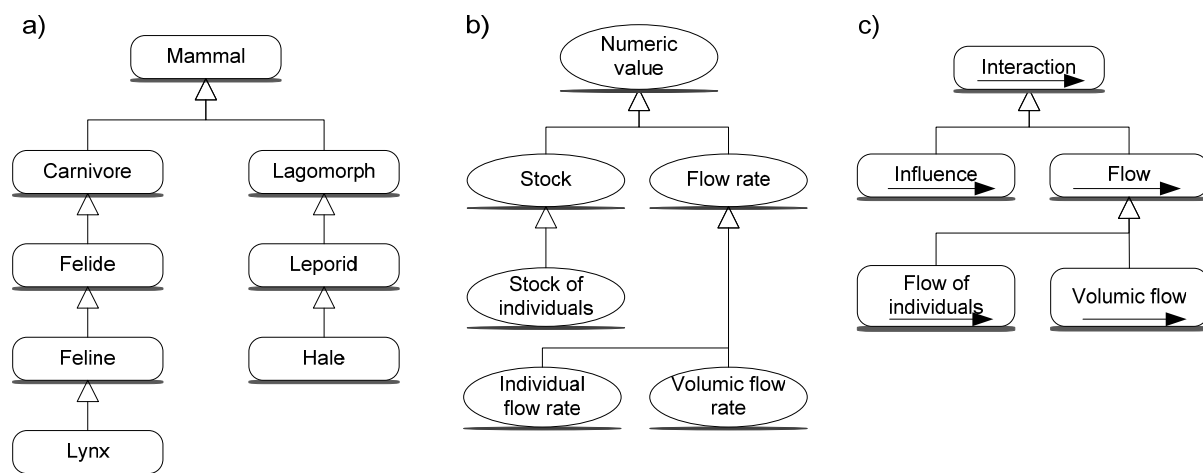 a)
Mammal
Carnivore
Lagomorph
Felide
Leporid
Feline
Hale
Lynx
b)
Numeric
value
Stock
Flow rate
Stock of
individuals
Individual
flow rate
Volumic flow
rate
c)
Interaction
Influence
Flow
Flow of
individuals
Volumic flow